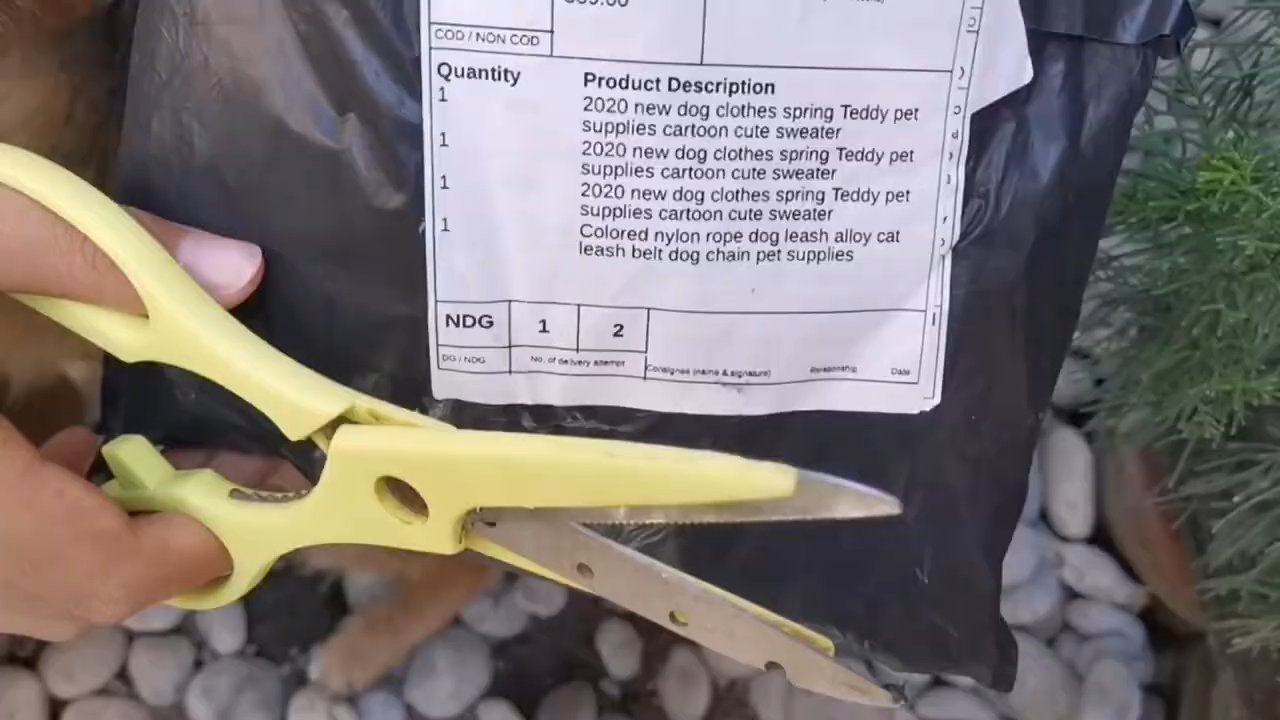 COD / NON COD
Quantity
Product Description
1
2020 new dog clothes spring Teddy pet
supplies cartoon cute sweater
1
2020 new dog clothes spring Teddy pet
supplies cartoon cute sweater
1
2020 new dog clothes spring Teddy pet
supplies cartoon cute sweater
1
Colored nylon rope dog leash alloy cat
leash belt dog chain pet supplies
NDG
1
2
DG / NDG
No. of delivery attempt
Consignee (name & signature)
Relationship
Date